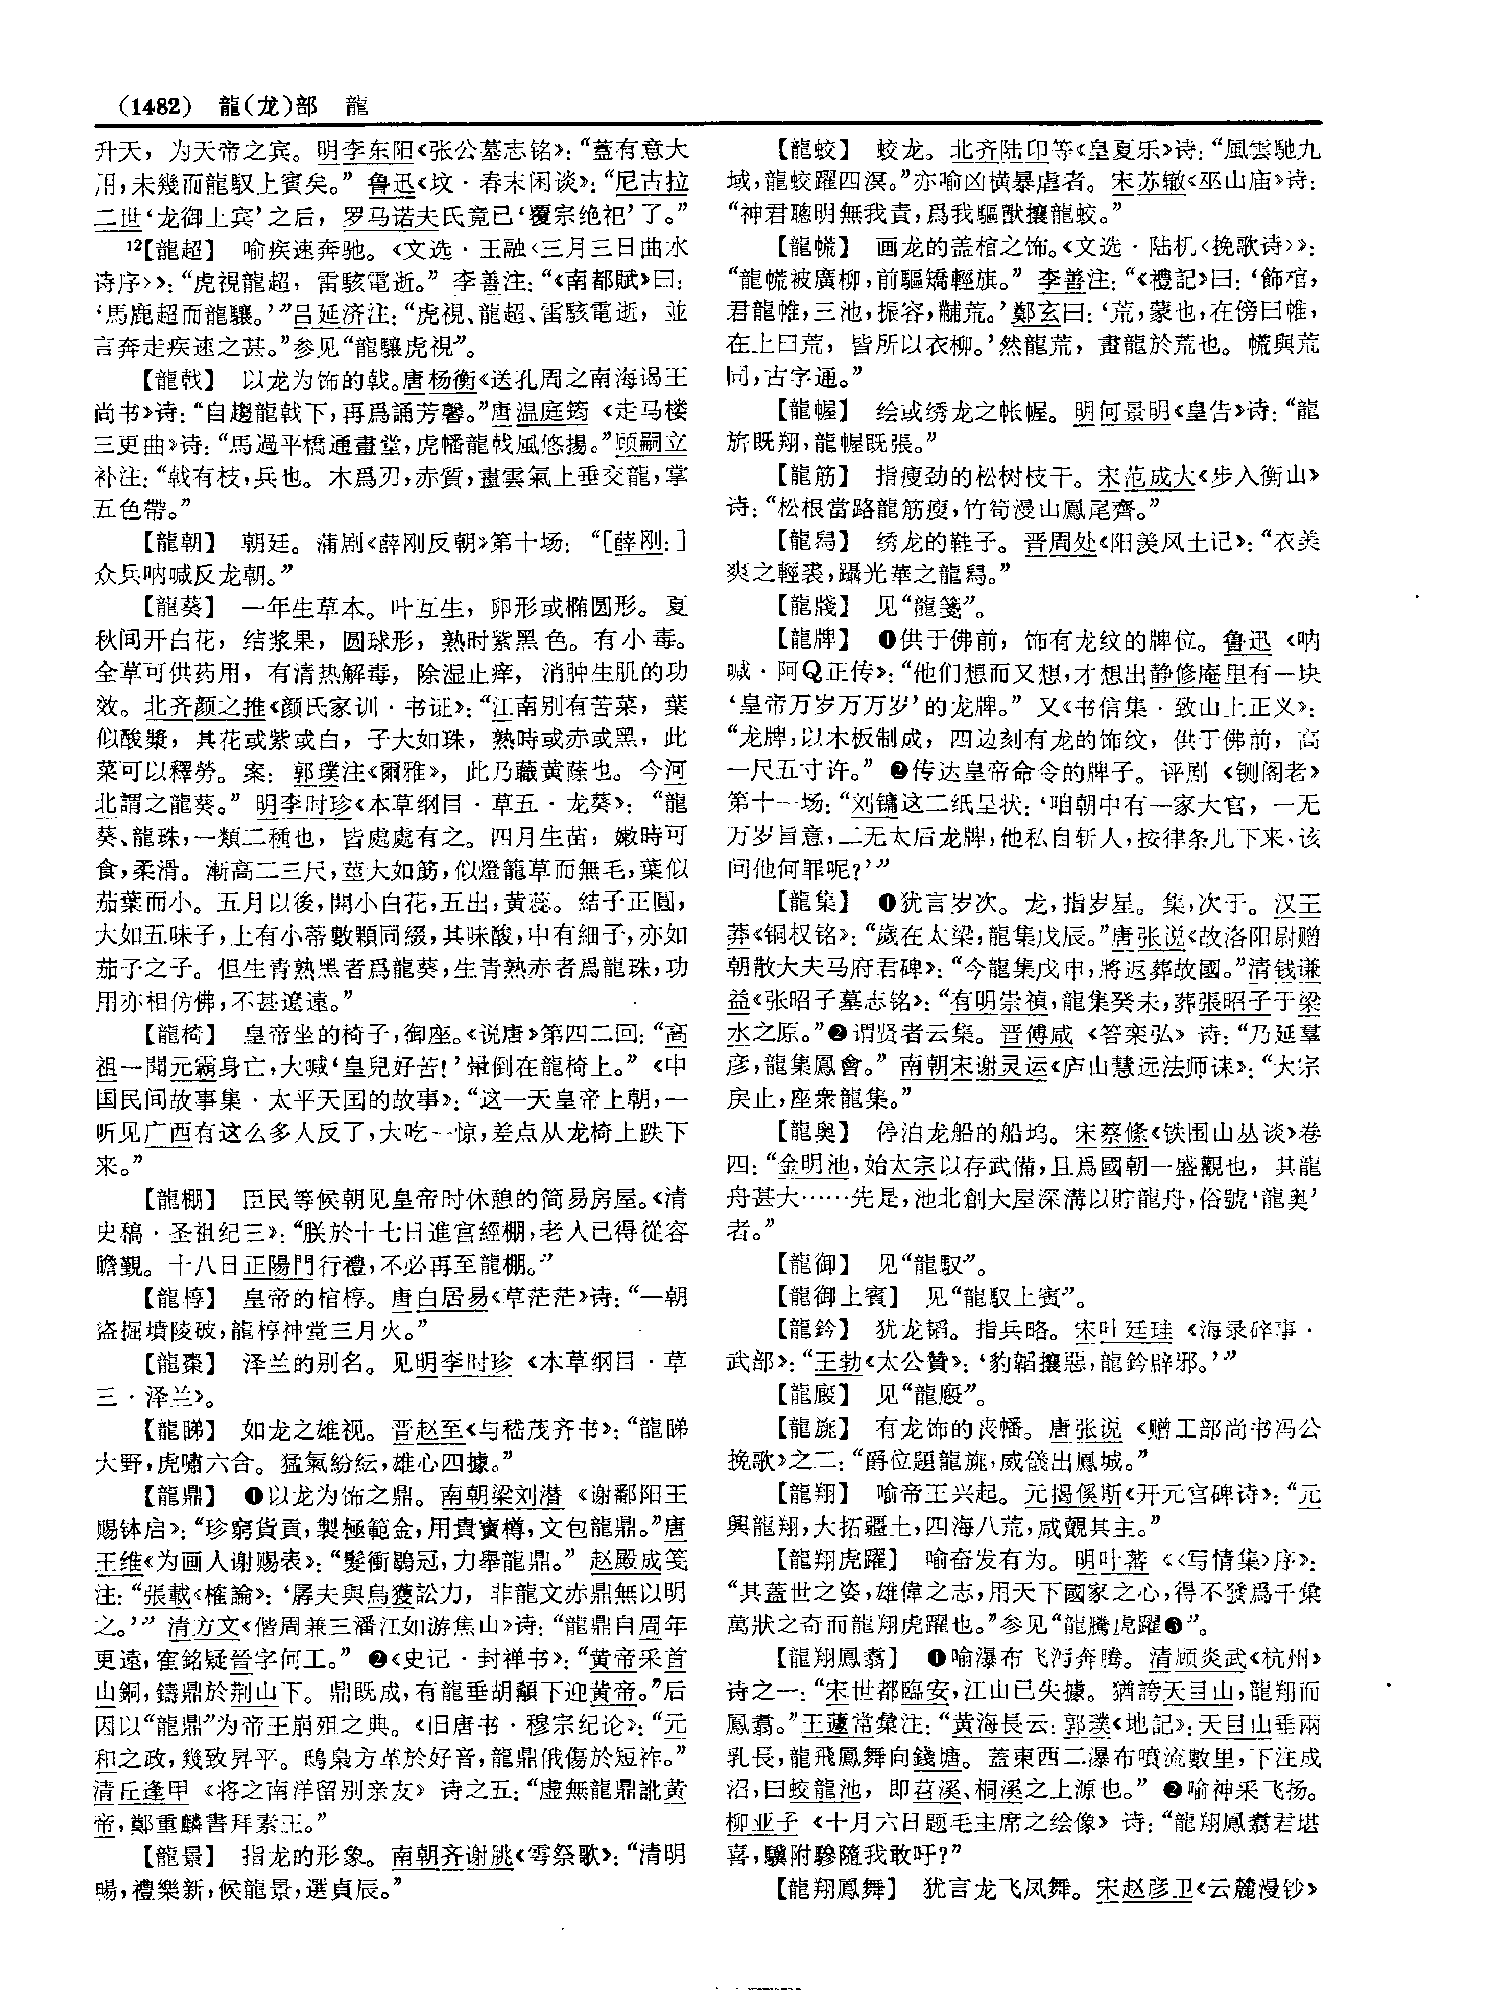 (1482) 龍(龙)部 龍
升天，为天帝之宾。明李东阳《张公墓志铭》：“蓋有意大
用，未幾而龍馭上賓矣。” 鲁迅《坟·春末闲谈》：“尼古拉
二世‘龙御上宾’之后，罗马诺夫氏竟已‘覆宗绝祀’了。”
12【龍超】 喻疾速奔驰。《文选·王融〈三月三日曲水
诗序〉》：“虎視龍超，雷駭電逝。” 李善注：“《南都賦》曰：
‘馬鹿超而龍驤。’”吕延济注：“虎視、龍超、雷駭電逝，並
言奔走疾速之甚。”参见“龍驤虎視”。
【龍戟】 以龙为饰的戟。唐杨衡《送孔周之南海谒王
尚书》诗：“自趨龍戟下，再爲誦芳馨。”唐温庭筠《走马楼
三更曲》诗：“馬過平橋通畫堂，虎幡龍戟風悠揚。”顾嗣立
补注：“戟有枝，兵也。木爲刃，赤質，畫雲氣上垂交龍，掌
五色帶。”
【龍朝】 朝廷。蒲剧《薛刚反朝》第十场：“［薛刚：］
众兵呐喊反龙朝。”
【龍葵】 一年生草本。叶互生，卵形或椭圆形。夏
秋间开白花，结浆果，圆球形，熟时紫黑色。有小毒。
全草可供药用，有清热解毒，除湿止痒，消肿生肌的功
效。北齐颜之推《颜氏家训·书证》：“江南别有苦菜，葉
似酸漿，其花或紫或白，子大如珠，熟時或赤或黑，此
菜可以釋勞。案：郭璞注《爾雅》，此乃蘵黄蒢也。今河
北謂之龍葵。” 明李时珍《本草纲目·草五·龙葵》：“龍
葵、龍珠，一類二種也，皆處處有之。四月生苗，嫩時可
食，柔滑。漸高二三尺，莖大如筯，似燈籠草而無毛，葉似
茄葉而小。五月以後，開小白花，五出，黄蕊。結子正圓，
大如五味子，上有小蒂數顆同綴，其味酸，中有細子，亦如
茄子之子。但生青熟黑者爲龍葵，生青熟赤者爲龍珠，功
用亦相仿佛，不甚遼遠。”
【龍椅】 皇帝坐的椅子，御座。《说唐》第四二回：“高
祖一聞元霸身亡，大喊‘皇兒好苦！’暈倒在龍椅上。” 《中
国民间故事集·太平天国的故事》：“这一天皇帝上朝，一
听见广西有这么多人反了，大吃一惊，差点从龙椅上跌下
来。”
【龍棚】 臣民等候朝见皇帝时休憩的简易房屋。《清
史稿·圣祖纪三》：“朕於十七日進宫經棚，老人已得從容
瞻覲。十八日正陽門行禮，不必再至龍棚。”
【龍椁】 皇帝的棺椁。唐白居易《草茫茫》诗：“一朝
盗掘墳陵破，龍椁神堂三月火。”
【龍棗】 泽兰的别名。见明李时珍《本草纲目·草
三·泽兰》。
【龍睇】 如龙之雄视。晋赵至《与嵇茂齐书》：“龍睇
大野，虎嘯六合。猛氣紛紜，雄心四據。”
【龍鼎】 ❶以龙为饰之鼎。南朝梁刘潜《谢鄱阳王
赐钵启》：“珍窮貨貢，製極範金，用貴寶樽，文包龍鼎。”唐
王维《为画人谢赐表》：“髮衝鶡冠，力舉龍鼎。” 赵殿成笺
注：“張載《榷論》：‘孱夫與烏獲訟力，非龍文赤鼎無以明
之。’” 清方文《偕周兼三潘江如游焦山》诗：“龍鼎自周年
更遠，隺銘疑晉字何工。” ❷《史记·封禅书》：“黄帝采首
山銅，鑄鼎於荆山下。鼎既成，有龍垂胡髯下迎黄帝。”后
因以“龍鼎”为帝王崩殂之典。《旧唐书·穆宗纪论》：“元
和之政，幾致昇平。鴟梟方革於好音，龍鼎俄傷於短祚。”
清丘逢甲《将之南洋留别亲友》诗之五：“虚無龍鼎訛黄
帝，鄭重麟書拜素王。”
【龍景】 指龙的形象。南朝齐谢朓《雩祭歌》：“清明
暢，禮樂新，候龍景，選貞辰。”
【龍蛟】 蛟龙。北齐陆卬等《皇夏乐》诗：“風雲馳九
域，龍蛟躍四溟。”亦喻凶横暴虐者。宋苏辙《巫山庙》诗：
“神君聰明無我責，爲我驅獸攘龍蛟。”
【龍㡆】 画龙的盖棺之饰。《文选·陆机〈挽歌诗〉》：
“龍㡆被廣柳，前驅矯輕旗。” 李善注：“《禮記》曰：‘飾棺，
君龍帷，三池，振容，黼荒。’鄭玄曰：‘荒，蒙也，在傍曰帷，
在上曰荒，皆所以衣柳。’然龍荒，畫龍於荒也。㡆與荒
同，古字通。”
【龍幄】 绘或绣龙之帐幄。明何景明《皇告》诗：“龍
旂既翔，龍幄既張。”
【龍筋】 指瘦劲的松树枝干。宋范成大《步入衡山》
诗：“松根當路龍筋瘦，竹筍漫山鳳尾齊。”
【龍舄】 绣龙的鞋子。晋周处《阳羡风土记》：“衣美
爽之輕裘，躡光華之龍舄。”
【龍牋】 见“龍箋”。
【龍牌】 ❶供于佛前，饰有龙纹的牌位。鲁迅《呐
喊·阿Q正传》：“他们想而又想，才想出静修庵里有一块
‘皇帝万岁万万岁’的龙牌。” 又《书信集·致山上正义》：
“龙牌，以木板制成，四边刻有龙的饰纹，供于佛前，高
一尺五寸许。” ❷传达皇帝命令的牌子。评剧《铡阁老》
第十一场：“刘镛这二纸呈状：‘咱朝中有一家大官，一无
万岁旨意，二无太后龙牌，他私自斩人，按律条儿下来，该
问他何罪呢？’”
【龍集】 ❶犹言岁次。龙，指岁星。集，次于。汉王
莽《铜权铭》：“歲在大梁，龍集戊辰。”唐张说《故洛阳尉赠
朝散大夫马府君碑》：“今龍集戊申，將返葬故國。”清钱谦
益《张昭子墓志铭》：“有明崇禎，龍集癸未，葬張昭子于梁
水之原。”❷谓贤者云集。晋傅咸《答栾弘》诗：“乃延羣
彦，龍集鳳會。” 南朝宋谢灵运《庐山慧远法师诔》：“大宗
戾止，座衆龍集。”
【龍奥】 停泊龙船的船坞。宋蔡絛《铁围山丛谈》卷
四：“金明池，始太宗以存武備，且爲國朝一盛觀也，其龍
舟甚大……先是，池北創大屋深溝以貯龍舟，俗號‘龍奥’
者。”
【龍御】 见“龍馭”。
【龍御上賓】 见“龍馭上賓”。
【龍鈐】 犹龙韬。指兵略。宋叶廷珪《海录碎事·
武部》：“王勃《太公贊》：‘豹韜攘惡，龍鈐辟邪。’”
【龍廄】 见“龍廐”。
【龍旐】 有龙饰的丧幡。唐张说《赠工部尚书冯公
挽歌》之二：“爵位題龍旐，威儀出鳳城。”
【龍翔】 喻帝王兴起。元揭傒斯《开元宫碑诗》：“元
興龍翔，大拓疆土，四海八荒，咸覿其主。”
【龍翔虎躍】 喻奋发有为。明叶蕃《〈写情集〉序》：
“其蓋世之姿，雄偉之志，用天下國家之心，得不發爲千彙
萬狀之奇而龍翔虎躍也。”参见“龍騰虎躍❸”。
【龍翔鳳翥】 ❶喻瀑布飞泻奔腾。清顾炎武《杭州》
诗之一：“宋世都臨安，江山已失據。猶誇天目山，龍翔而
鳳翥。”王蘧常彙注：“黄海長云：郭璞《地記》：天目山垂兩
乳長，龍飛鳳舞向錢塘。蓋東西二瀑布噴流數里，下注成
沼，曰蛟龍池，即苕溪、桐溪之上源也。” ❷喻神采飞扬。
柳亚子《十月六日题毛主席之绘像》诗：“龍翔鳳翥君堪
喜，驥附驂隨我敢吁？”
【龍翔鳳舞】 犹言龙飞凤舞。宋赵彦卫《云麓漫钞》